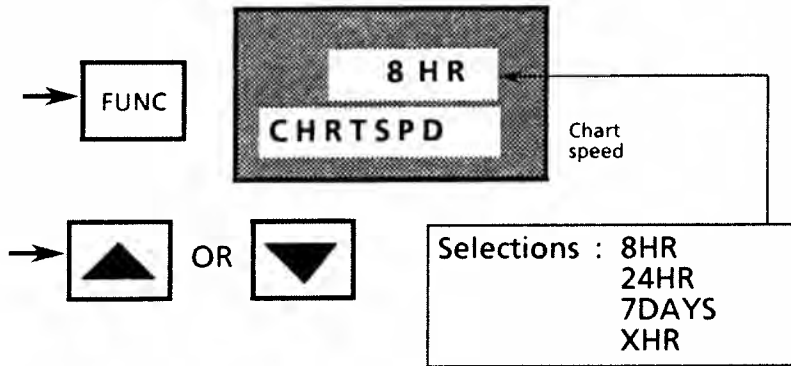 8 HR
FUNC
CHRTSPD
Chart
speed
OR
Selections : 8HR
24HR
7DAYS
XHR